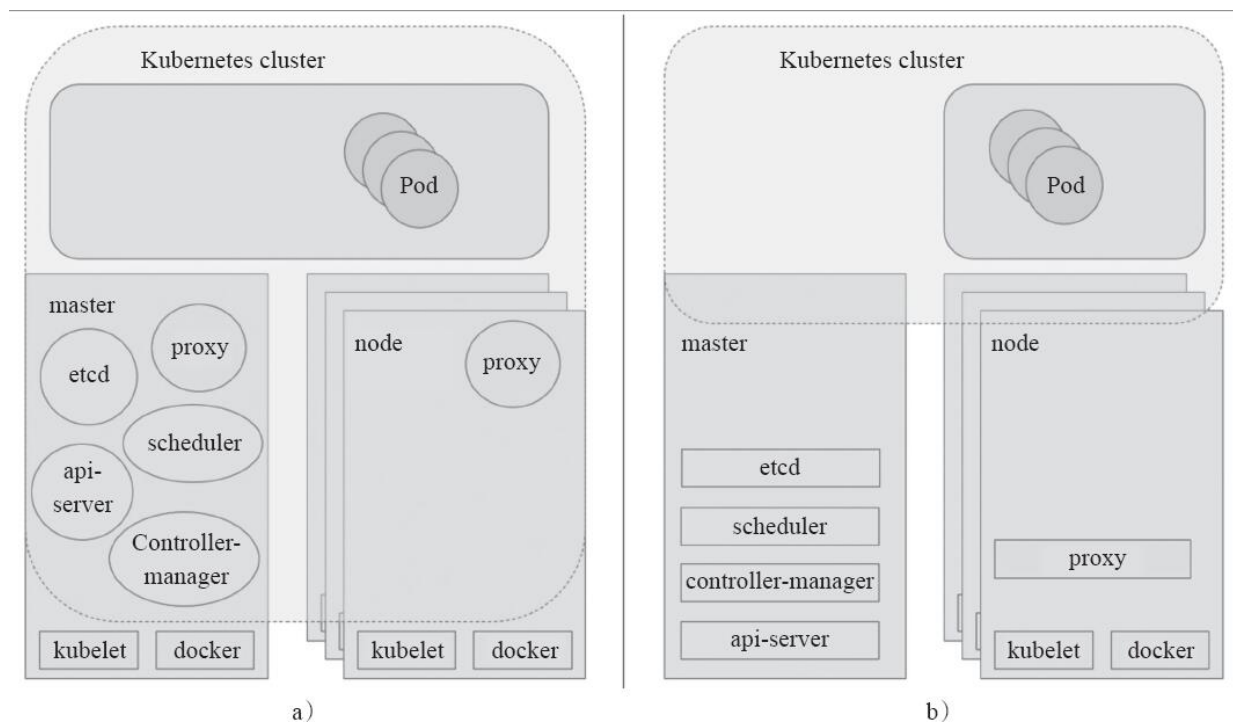 Kubernetes cluster
Pod
master
etcd
proxy
scheduler
api-
server
Controller-
manager
kubelet
docker
node
proxy
kubelet
docker
a）
Kubernetes cluster
Pod
master
etcd
scheduler
controller-manager
api-server
node
proxy
kubelet
docker
b）